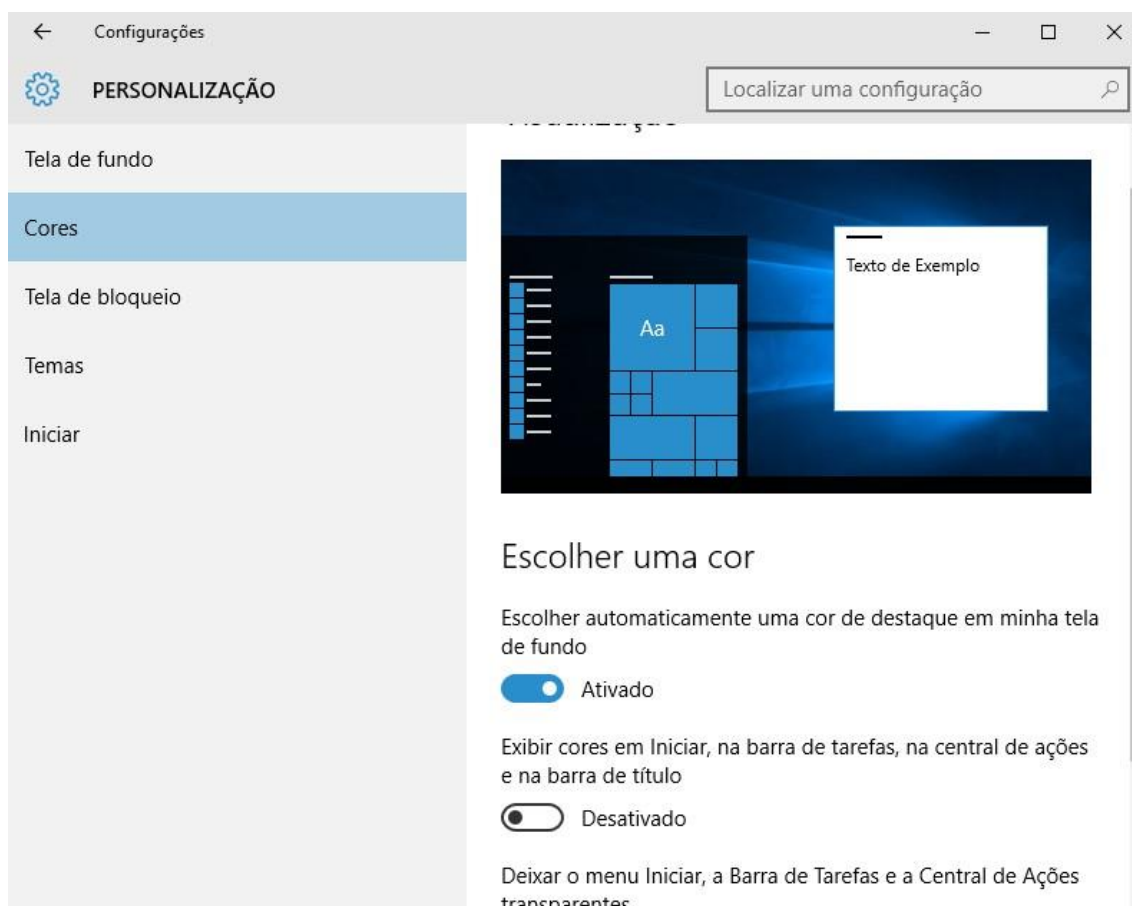 Configurações
PERSONALIZAÇÃO
Localizar uma configuração
Tela de fundo
Cores
Tela de bloqueio
Temas
Iniciar
Texto de Exemplo
Aa
Escolher uma cor
Escolher automaticamente uma cor de destaque em minha tela
de fundo
Ativado
Exibir cores em Iniciar, na barra de tarefas, na central de ações
e na barra de título
Desativado
Deixar o menu Iniciar, a Barra de Tarefas e a Central de Ações
transparentes